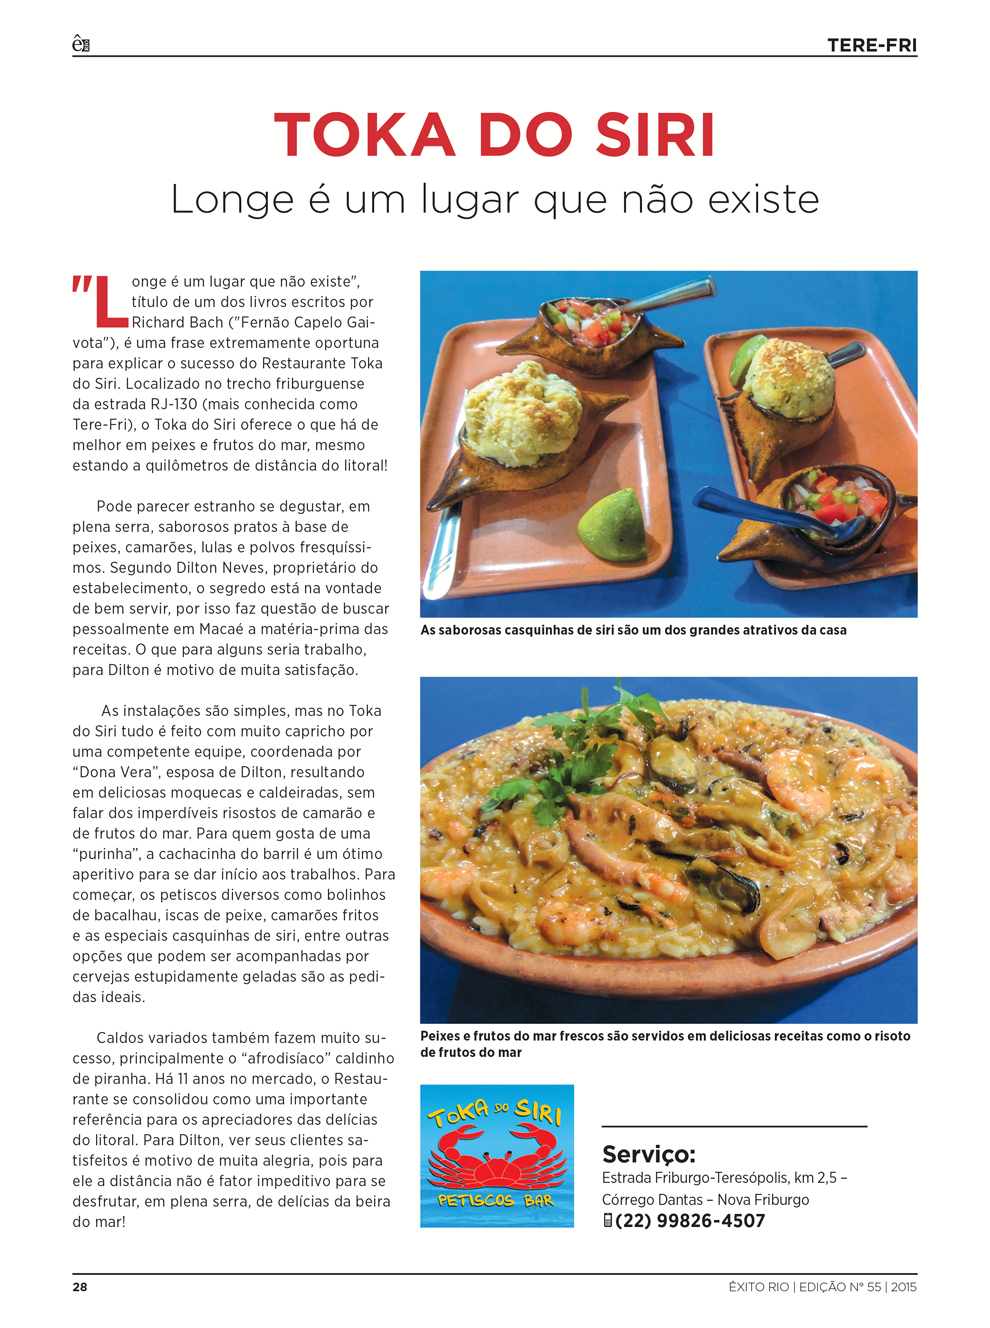 TERE-FRI
TOKA DO SIRI
Longe é um lugar que não existe
"Longe é um lugar que não existe",
título de um dos livros escritos por
Richard Bach ("Fernão Capelo Gai-
vota"), é uma frase extremamente oportuna
para explicar o sucesso do Restaurante Toka
do Siri. Localizado no trecho friburguense
da estrada RJ-130 (mais conhecida como
Tere-Fri), o Toka do Siri oferece o que há de
melhor em peixes e frutos do mar, mesmo
estando a quilômetros de distância do litoral!
Pode parecer estranho se degustar, em
plena serra, saborosos pratos à base de
peixes, camarões, lulas e polvos fresquíssi-
mos. Segundo Dilton Neves, proprietário do
estabelecimento, o segredo está na vontade
de bem servir, por isso faz questão de buscar
pessoalmente em Macaé a matéria-prima das
receitas. O que para alguns seria trabalho,
para Dilton é motivo de muita satisfação.
As instalações são simples, mas no Toka
do Siri tudo é feito com muito capricho por
uma competente equipe, coordenada por
“Dona Vera”, esposa de Dilton, resultando
em deliciosas moquecas e caldeiradas, sem
falar dos imperdíveis risostos de camarão e
de frutos do mar. Para quem gosta de uma
“purinha”, a cachacinha do barril é um ótimo
aperitivo para se dar início aos trabalhos. Para
começar, os petiscos diversos como bolinhos
de bacalhau, iscas de peixe, camarões fritos
e as especiais casquinhas de siri, entre outras
opções que podem ser acompanhadas por
cervejas estupidamente geladas são as pedi-
das ideais.
Caldos variados também fazem muito su-
cesso, principalmente o “afrodisíaco” caldinho
de piranha. Há 11 anos no mercado, o Restau-
rante se consolidou como uma importante
referência para os apreciadores das delícias
do litoral. Para Dilton, ver seus clientes sa-
tisfeitos é motivo de muita alegria, pois para
ele a distância não é fator impeditivo para se
desfrutar, em plena serra, de delícias da beira
do mar!
As saborosas casquinhas de siri são um dos grandes atrativos da casa
Peixes e frutos do mar frescos são servidos em deliciosas receitas como o risoto
de frutos do mar
TOKA DO SIRI
PETISCOS BAR
Serviço:
Estrada Friburgo-Teresópolis, km 2,5 –
Córrego Dantas – Nova Friburgo
(22) 99826-4507
28
ÊXITO RIO | EDIÇÃO Nº 55 | 2015